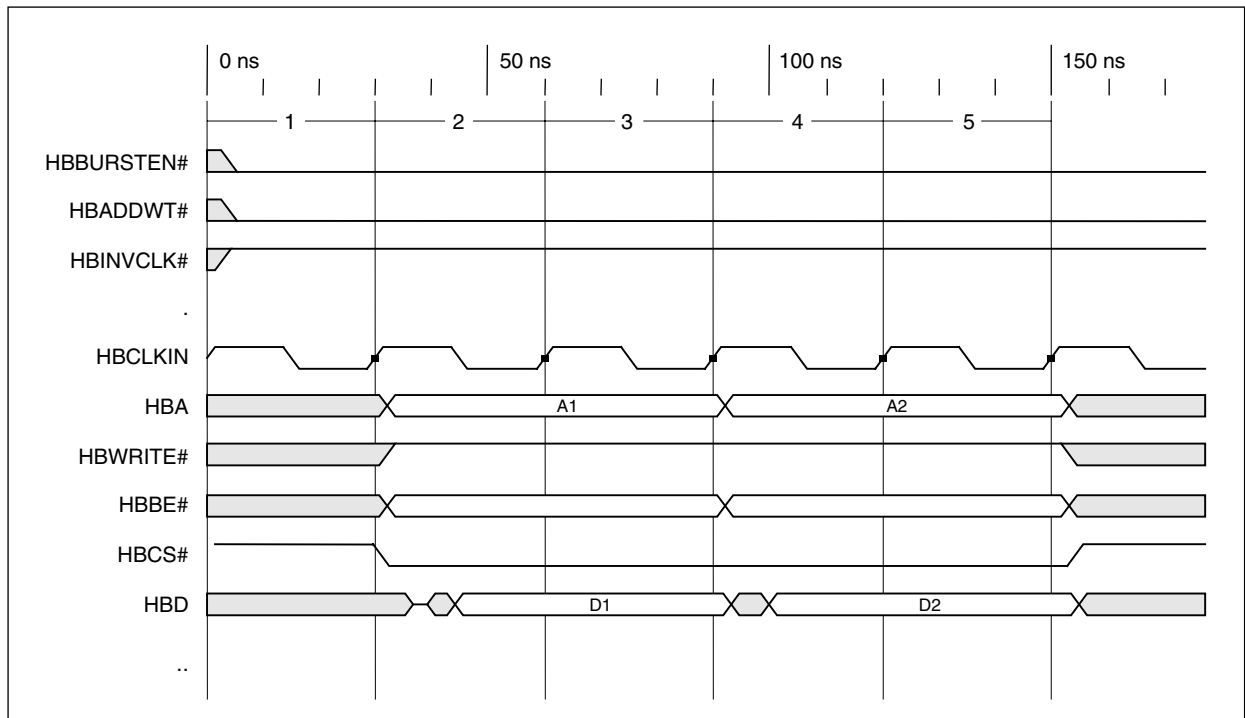 0 ns 50 ns 100 ns 150 ns
1 2 3 4 5
HBBURSTEN#
HBADDWT#
HBINVCLK#
.
HBCLKIN
HBA A1 A2
HBWRITE#
HBBE#
HBCS#
HBD D1 D2
..